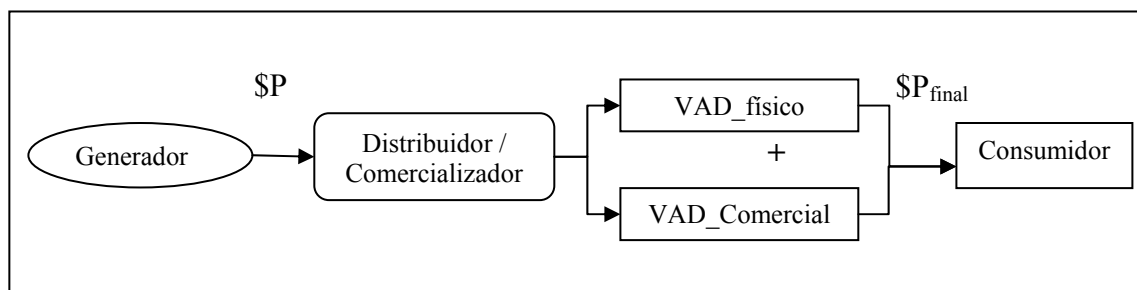 $P
$P_final
Generador
Distribuidor /
Comercializador
VAD_físico
+
VAD_Comercial
Consumidor